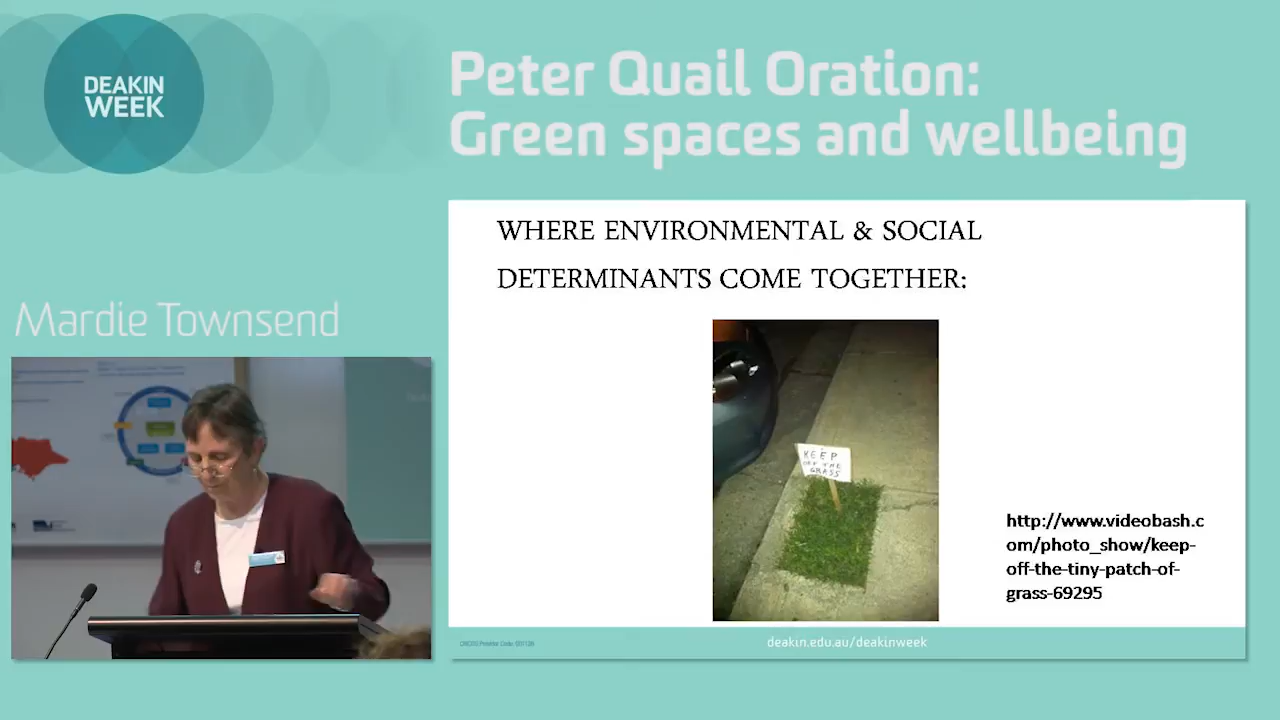 DEAKIN
WEEK
Peter Quail Oration:
Green spaces and wellbeing
Mardie Townsend
WHERE ENVIRONMENTAL & SOCIAL
DETERMINANTS COME TOGETHER:
KEEP
OFF THE
GRASS
http://www.videobash.c
om/photo_show/keep-
off-the-tiny-patch-of-
grass-69295
deakin.edu.au/deakinweek